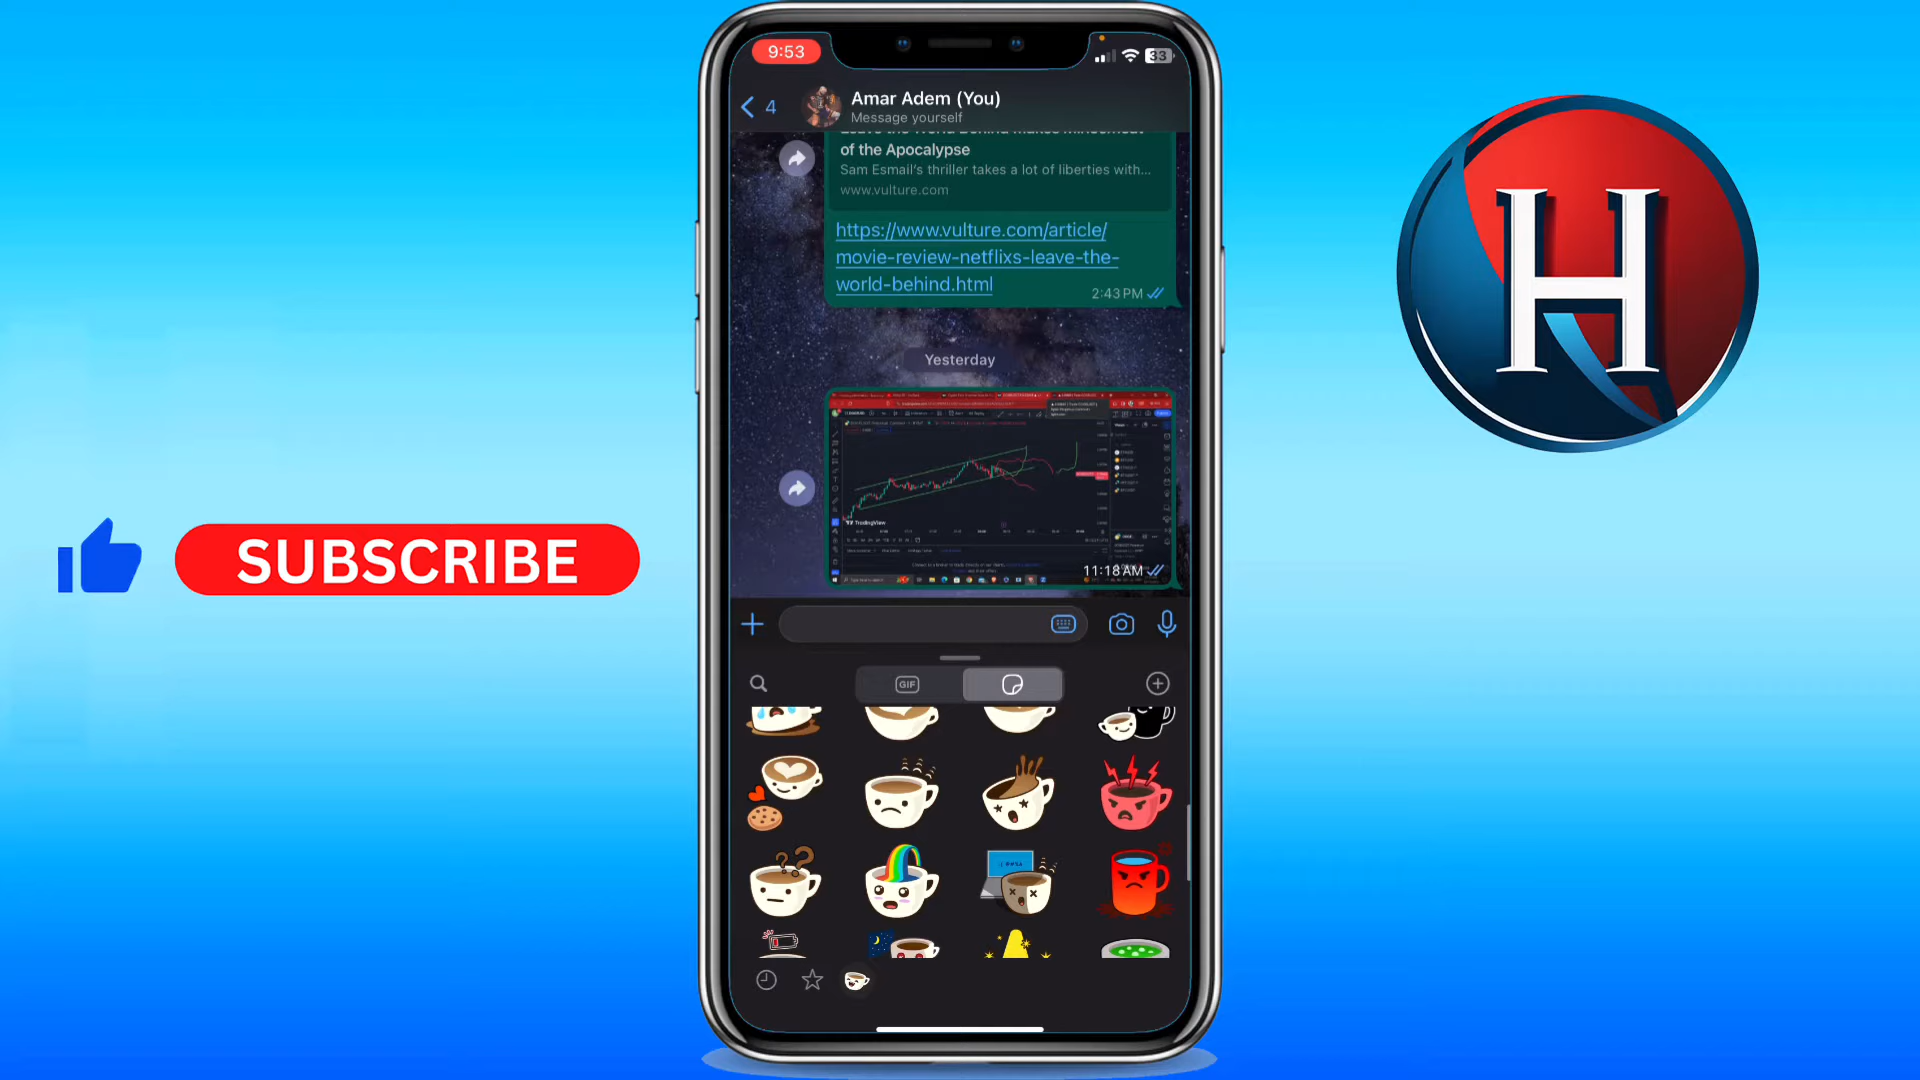 9:53
33
4
Amar Adem (You)
Message yourself
of the Apocalypse
Sam Esmail's thriller takes a lot of liberties with...
www.vulture.com
https://www.vulture.com/article/
movie-review-netflixs-leave-the-
world-behind.html
2:43 PM
Yesterday
TradingView
11:18 AM
GIF
SUBSCRIBE
H